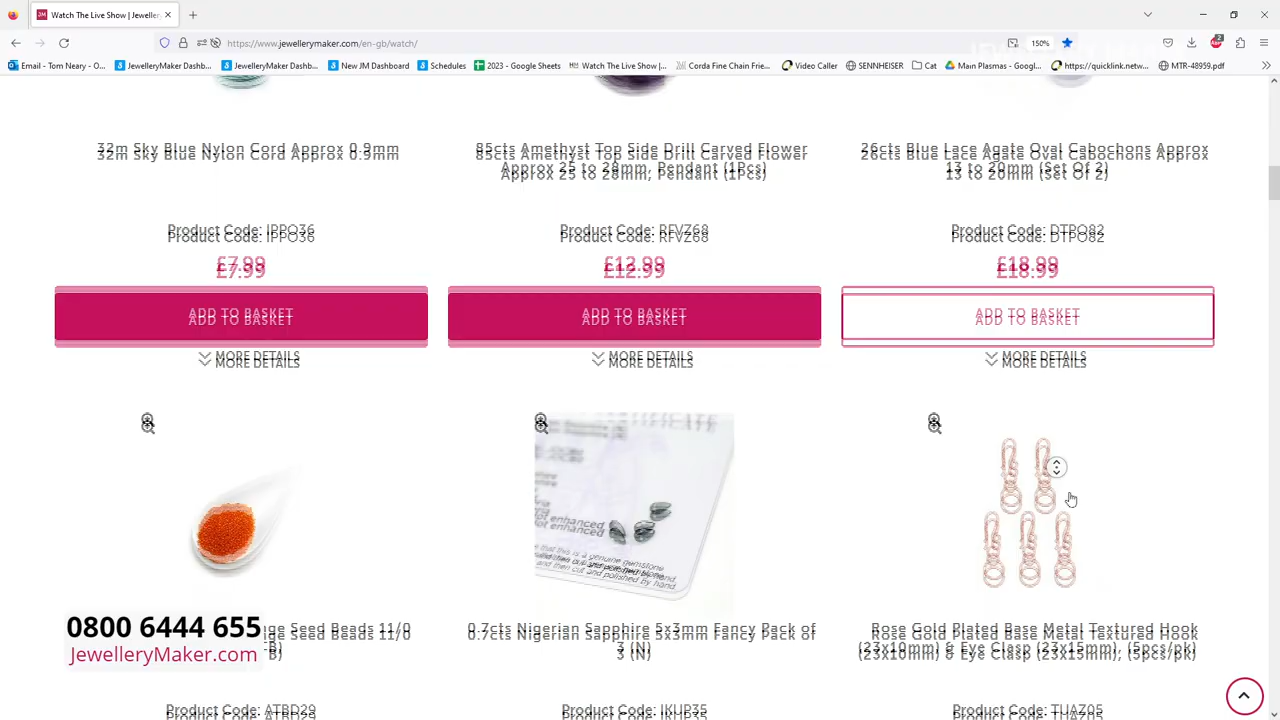 Watch The Live Show | Jeweller
https://www.jewellerymaker.com/en-gb/watch/
150%
2
Email - Tom Neary - O...
JewelleryMaker Dashb...
JewelleryMaker Dashb...
New JM Dashboard
Schedules
2023 - Google Sheets
Watch The Live Show |...
Corda Fine Chain Frie...
Video Caller
SENNHEISER
Cat
Main Plasmas - Googl...
https://quicklink.netw...
MTR-48959.pdf
32m Sky Blue Nylon Cord Approx 0.9mm
85cts Amethyst Top Side Drill Carved Flower
Approx 25 to 28mm, Pendant (1Pcs)
26cts Blue Lace Agate Oval Cabochons Approx
13 to 20mm (Set Of 2)
Product Code: IPPO36
Product Code: RFVZ68
Product Code: DTPO82
£7.99
£18.99
ADD TO BASKET
ADD TO BASKET
ADD TO BASKET
MORE DETAILS
MORE DETAILS
MORE DETAILS
enhanced
0800 6444 655
JewelleryMaker.com
Seed Beads 11/0
0.7cts Nigerian Sapphire 5x3mm Fancy Pack of
3 (N)
Rose Gold Plated Base Metal Textured Hook
& Eye Clasp (23x15mm), (5pcs/pk)
Product Code: ATBD29
Product Code: IKUP35
Product Code: TUAZ05